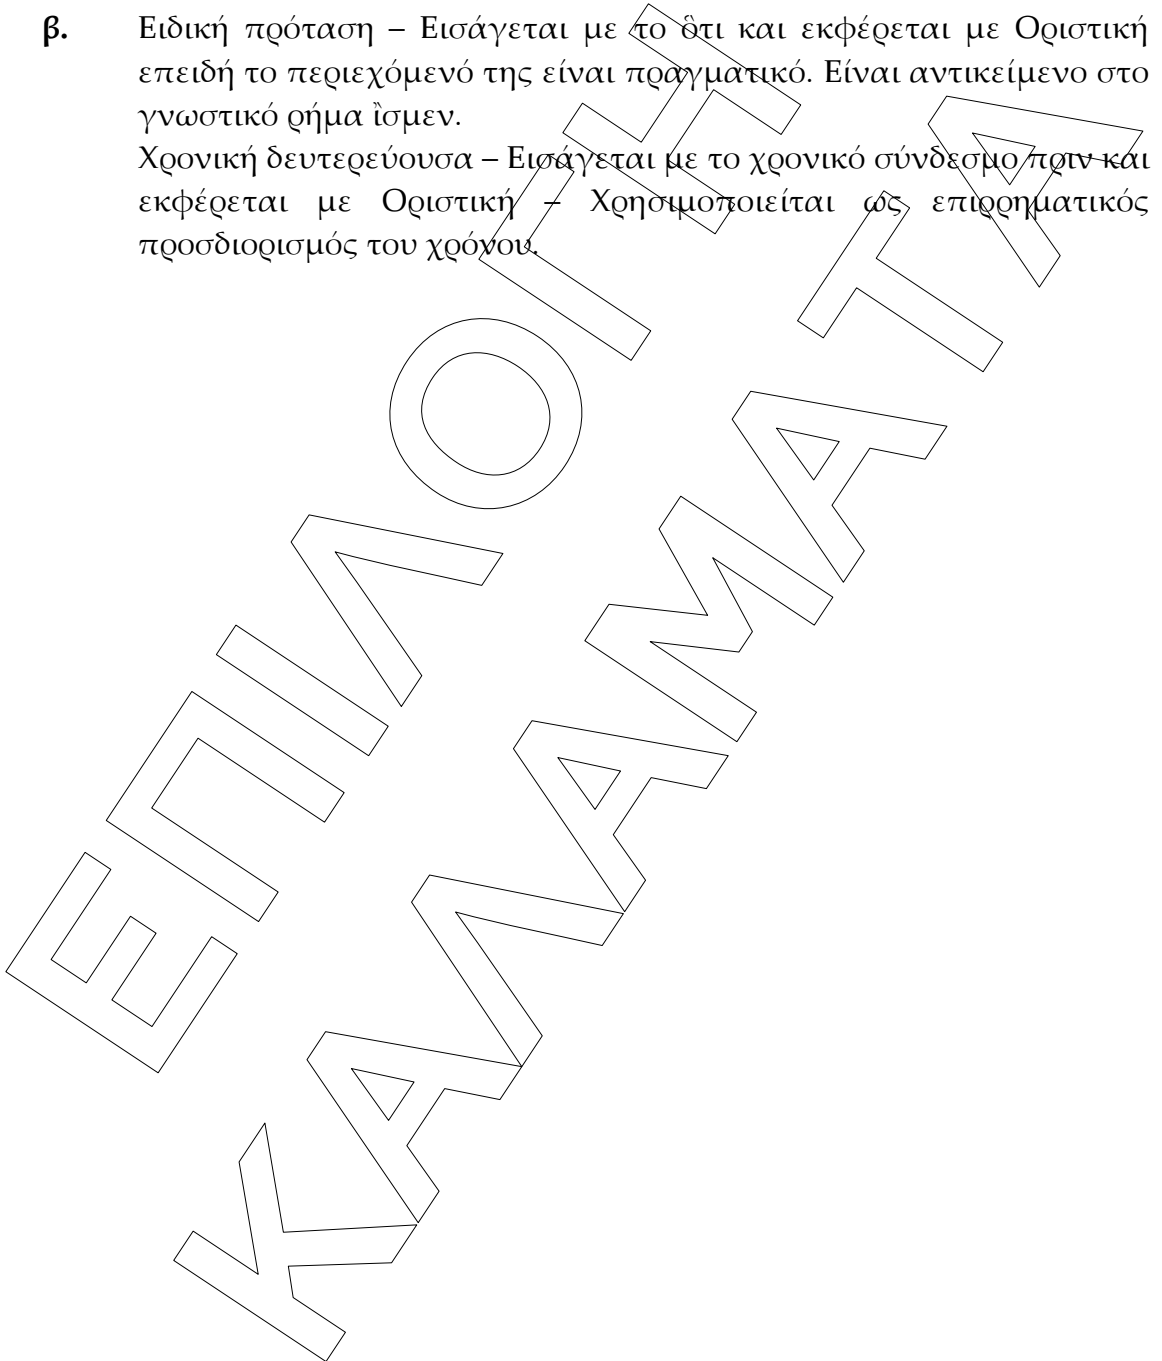 β. Ειδική πρόταση – Εισάγεται με το ὃτι και εκφέρεται με Οριστική
επειδή το περιεχόμενό της είναι πραγματικό. Είναι αντικείμενο στο
γνωστικό ρήμα ἲσμεν.
Χρονική δευτερεύουσα – Εισάγεται με το χρονικό σύνδεσμο πριν και
εκφέρεται με Οριστική – Χρησιμοποιείται ως επιρρηματικός
προσδιορισμός του χρόνου.
ΕΠΙΛΟΓΗ
ΚΑΛΑΜΑΤΑ